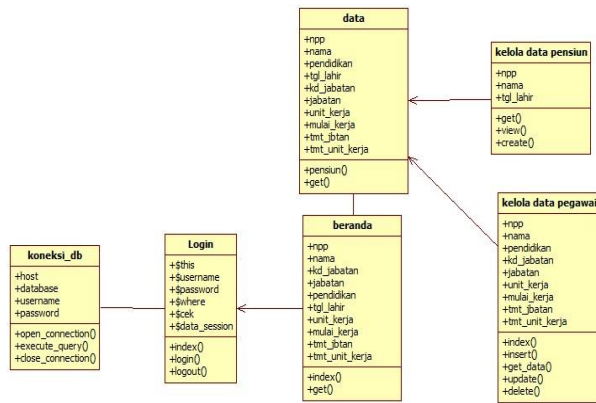 data
+npp
+nama
+pendidikan
+tgl_lahir
+kd_jabatan
+jabatan
+unit_kerja
+mulai_kerja
+tmt_jbtan
+tmt_unit_kerja
+pensiun()
+get()
kelola data pensiun
+npp
+nama
+tgl_lahir
+get()
+view()
+create()
kelola data pegawai
+npp
+nama
+pendidikan
+kd_jabatan
+jabatan
+unit_kerja
+mulai_kerja
+tmt_jbatan
+tmt_unit_kerja
+index()
+insert()
+get_data()
+update()
+delete()
beranda
+npp
+nama
+kd_jabatan
+jabatan
+pendidikan
+tgl_lahir
+unit_kerja
+mulai_kerja
+tmt_jbtan
+tmt_unit_kerja
+index()
+get()
Login
+$this
+$username
+$password
+$where
+$cek
+$data_session
+index()
+login()
+logout()
koneksi_db
+host
+database
+username
+password
+open_connection()
+execute_query()
+close_connection()